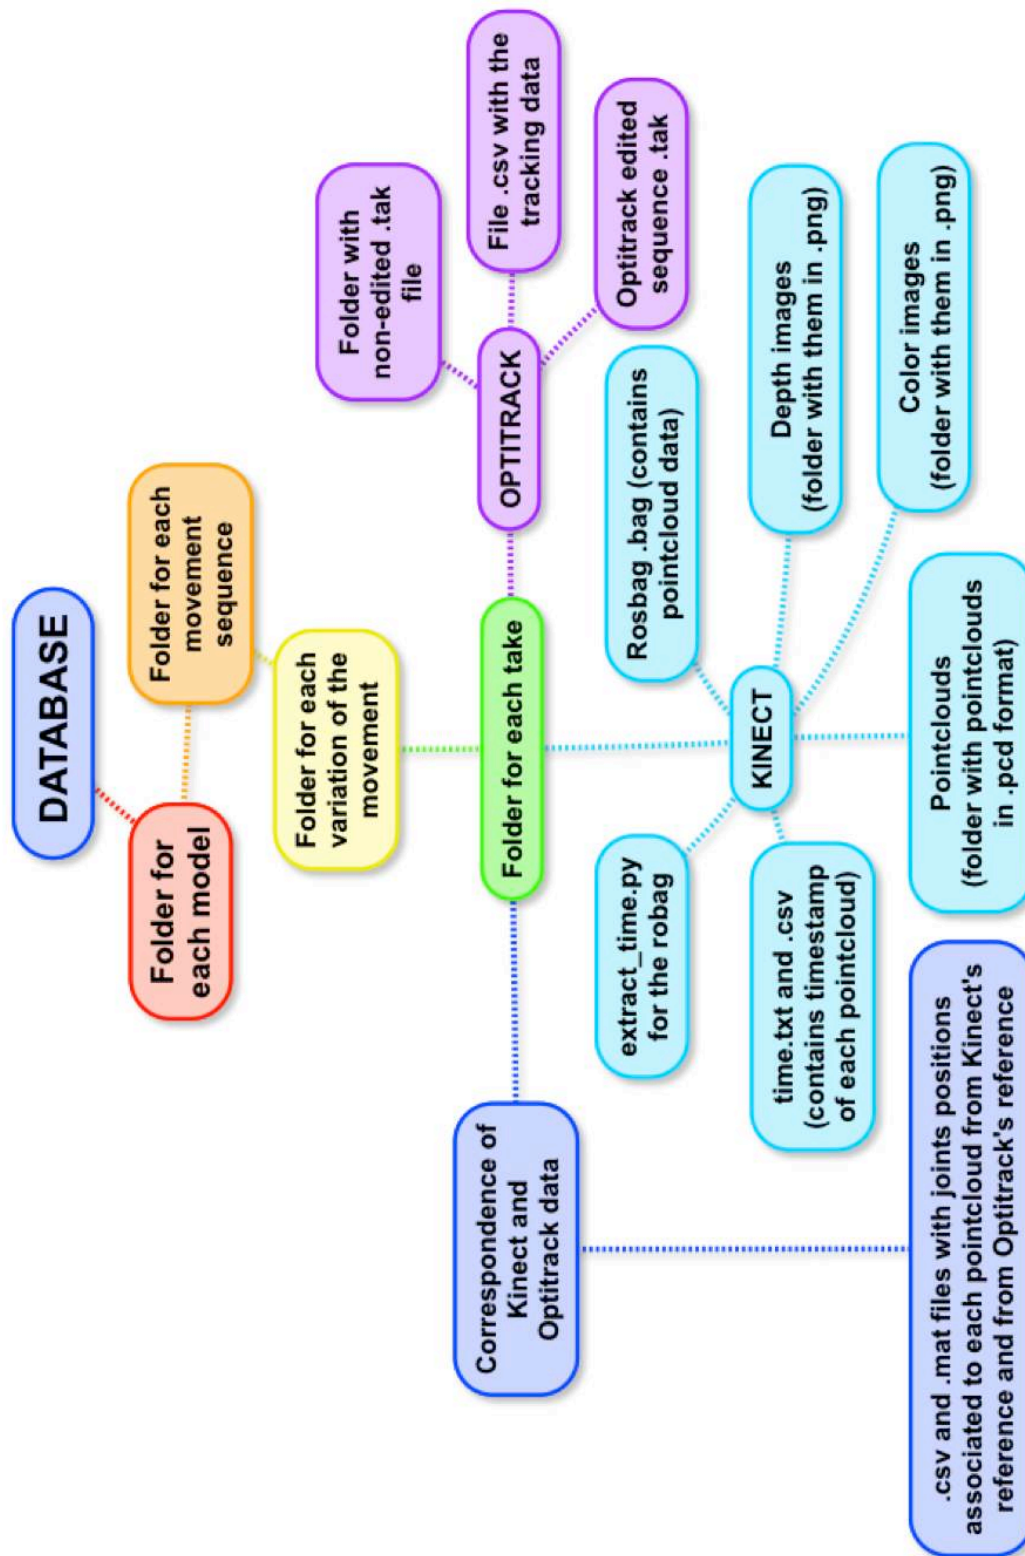 DATABASE
Folder for
each model
Folder for each
movement
sequence
Folder for each
variation of the
movement
Folder for each take
Correspondence of
Kinect and
Optitrack data
.csv and .mat files with joints positions
associated to each pointcloud from Kinect's
reference and from Optitrack's reference
OPTITRACK
Folder with
non-edited .tak
file
File .csv with the
tracking data
Optitrack edited
sequence .tak
KINECT
extract_time.py
for the robag
time.txt and .csv
(contains timestamp
of each pointcloud)
Pointclouds
(folder with pointclouds
in .pcd format)
Color images
(folder with them in .png)
Depth images
(folder with them in .png)
Rosbag .bag (contains
pointcloud data)